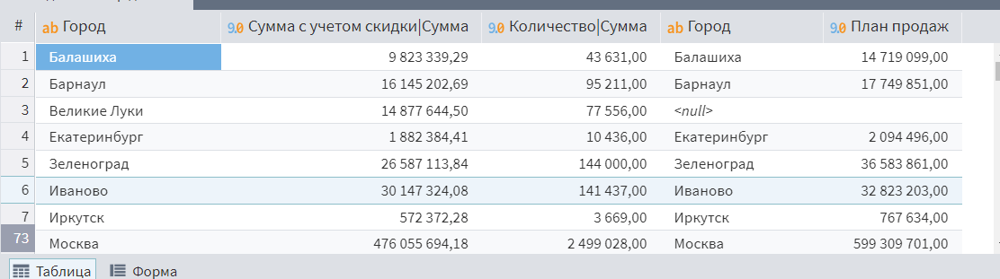 # ab Город 9.0 Сумма с учетом скидки|Сумма 9.0 Количество|Сумма ab Город 9.0 План продаж
1 Балашиха 9 823 339,29 43 631,00 Балашиха 14 719 099,00
2 Барнаул 16 145 202,69 95 211,00 Барнаул 17 749 851,00
3 Великие Луки 14 877 644,50 77 556,00 <null>
4 Екатеринбург 1 882 384,41 10 436,00 Екатеринбург 2 094 496,00
5 Зеленоград 26 587 113,84 144 000,00 Зеленоград 36 583 861,00
6 Иваново 30 147 324,08 141 437,00 Иваново 32 823 203,00
7 Иркутск 572 372,28 3 669,00 Иркутск 767 634,00
73 Москва 476 055 694,18 2 499 028,00 Москва 599 309 701,00
Таблица Форма